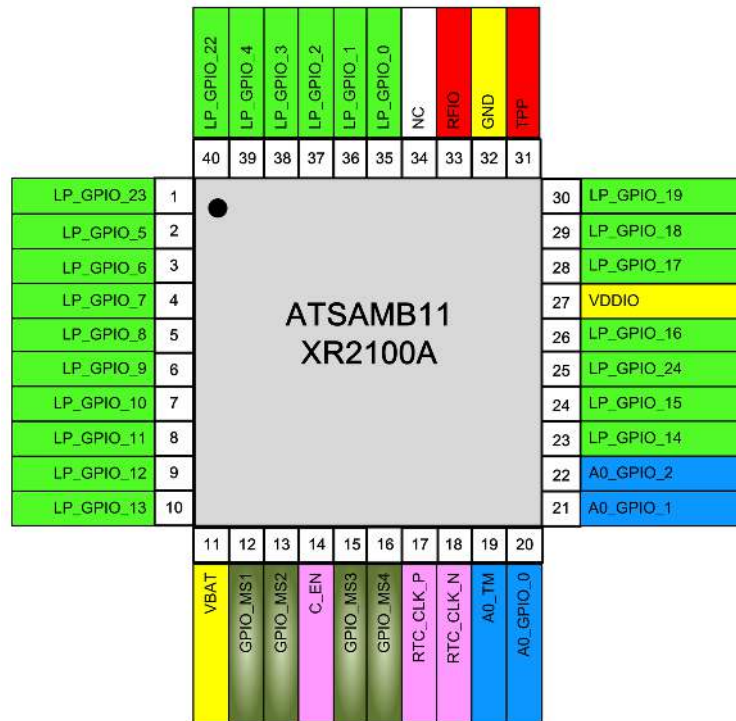 LP_GPIO_22
LP_GPIO_4
LP_GPIO_3
LP_GPIO_2
LP_GPIO_1
LP_GPIO_0
NC
RFIO
GND
TPP
40 39 38 37 36 35 34 33 32 31
LP_GPIO_23 1
LP_GPIO_5 2
LP_GPIO_6 3
LP_GPIO_7 4
LP_GPIO_8 5
LP_GPIO_9 6
LP_GPIO_10 7
LP_GPIO_11 8
LP_GPIO_12 9
LP_GPIO_13 10
ATSAMB11
XR2100A
30 LP_GPIO_19
29 LP_GPIO_18
28 LP_GPIO_17
27 VDDIO
26 LP_GPIO_16
25 LP_GPIO_24
24 LP_GPIO_15
23 LP_GPIO_14
22 A0_GPIO_2
21 A0_GPIO_1
11 12 13 14 15 16 17 18 19 20
VBAT
GPIO_MS1
GPIO_MS2
C_EN
GPIO_MS3
GPIO_MS4
RTC_CLK_P
RTC_CLK_N
A0_TM
A0_GPIO_0